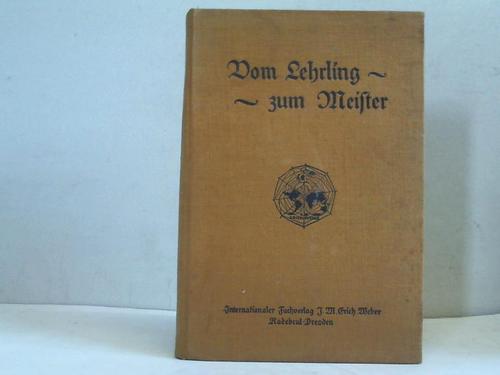 Vom Lehrling ~
~ zum Meister
Internationaler Fachverlag J. M. Erich Weber
Radebeul-Dresden